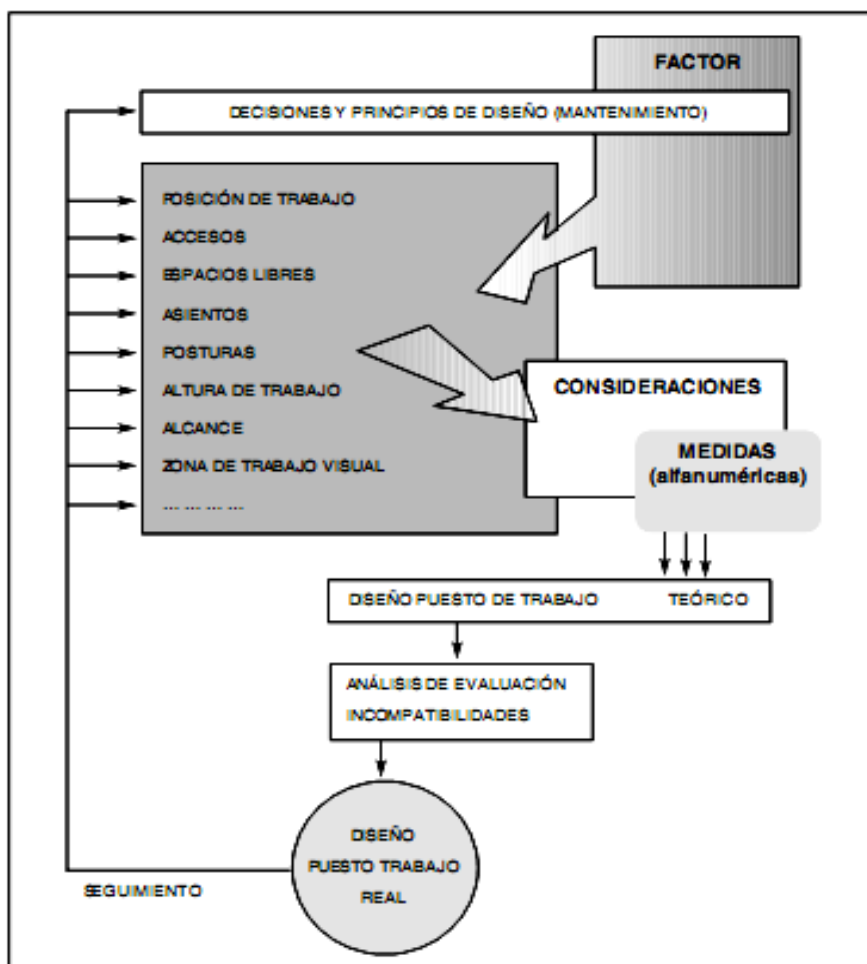 FACTOR
DECISIONES Y PRINCIPIOS DE DISEÑO (MANTENIMIENTO)
POSICIÓN DE TRABAJO
ACCESOS
ESPACIOS LIBRES
ASIENTOS
POSTURAS
ALTURA DE TRABAJO
ALCANCE
ZONA DE TRABAJO VISUAL
... ... ... ...
CONSIDERACIONES
MEDIDAS
(alfanuméricas)
DISEÑO PUESTO DE TRABAJO TEÓRICO
ANÁLISIS DE EVALUACIÓN
INCOMPATIBILIDADES
DISEÑO
PUESTO TRABAJO
REAL
SEGUIMIENTO